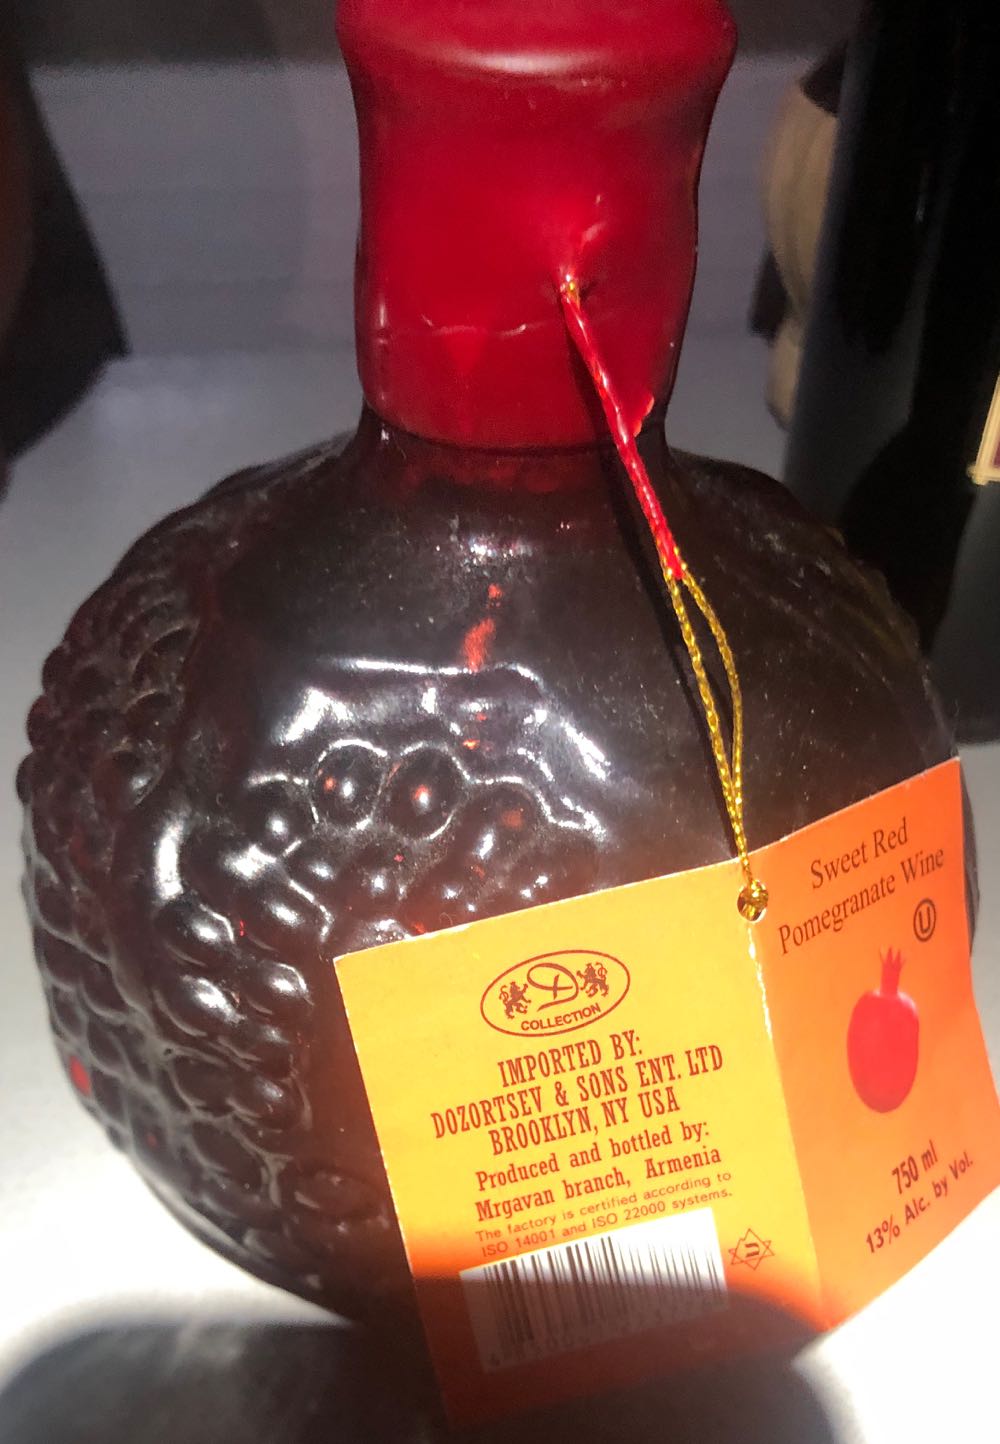 Sweet Red
Pomegranate Wine
U
750 ml
13% Alc. by Vol.
D
COLLECTION
IMPORTED BY:
DOZORTSEV & SONS ENT. LTD
BROOKLYN, NY USA
Produced and bottled by:
Mrgavan branch, Armenia
The factory is certified according to
ISO 14001 and ISO 22000 systems.